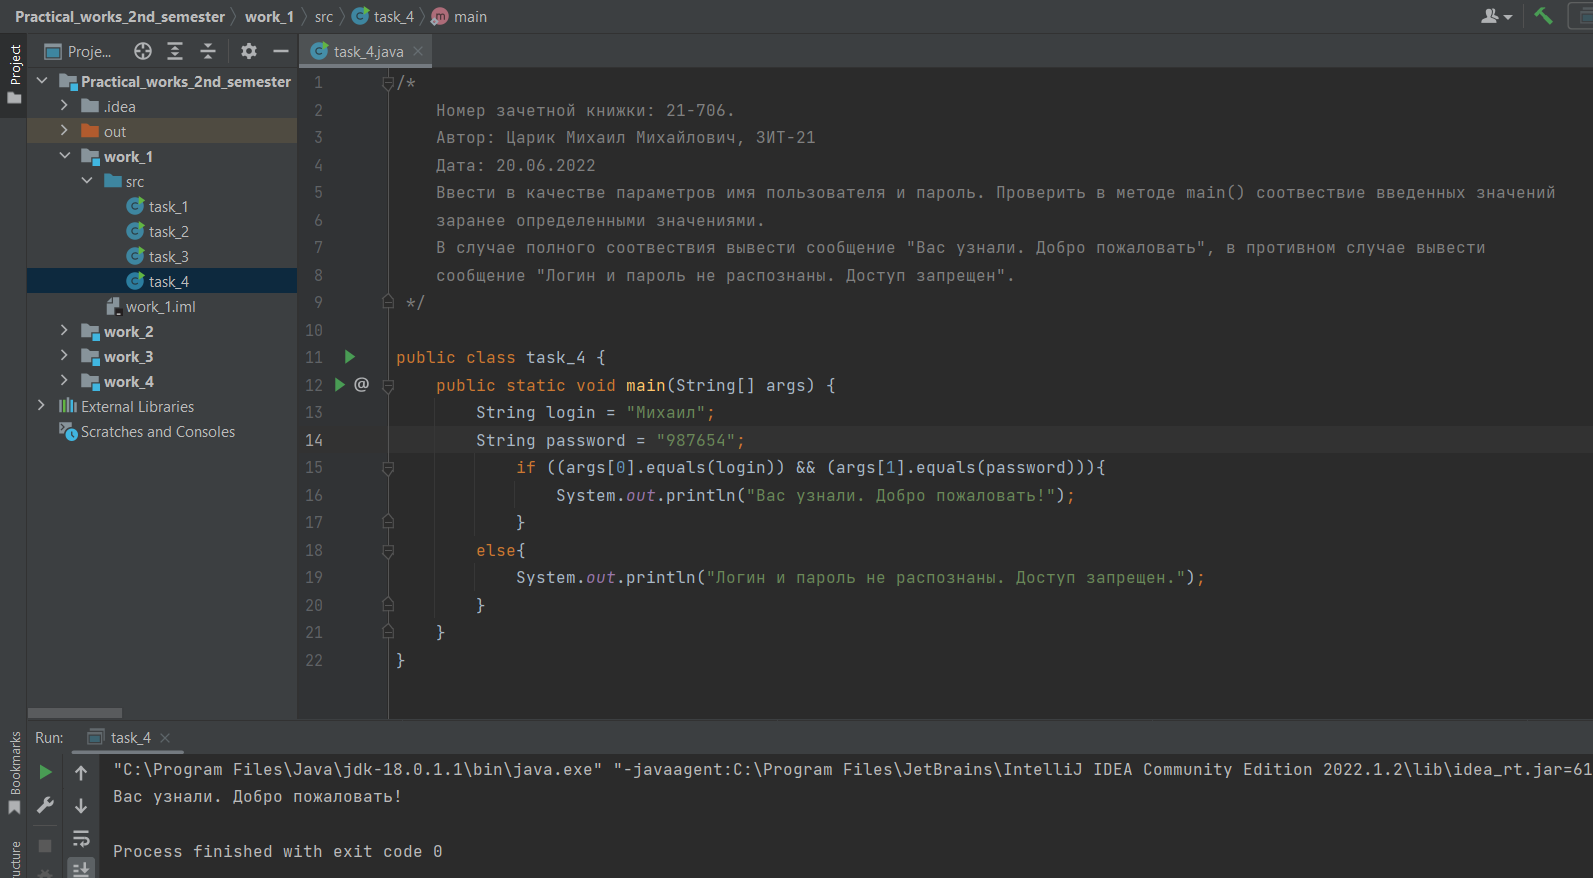 Practical_works_2nd_semester work_1 src task_4 main
Project
Proje...
task_4.java
Practical_works_2nd_semester
.idea
out
work_1
src
task_1
task_2
task_3
task_4
work_1.iml
work_2
work_3
work_4
External Libraries
Scratches and Consoles
1 /*
2 Номер зачетной книжки: 21-706.
3 Автор: Царик Михаил Михайлович, ЗИТ-21
4 Дата: 20.06.2022
5 Ввести в качестве параметров имя пользователя и пароль. Проверить в методе main() соотвествие введенных значений
6 заранее определенными значениями.
7 В случае полного соотвествия вывести сообщение "Вас узнали. Добро пожаловать", в противном случае вывести
8 сообщение "Логин и пароль не распознаны. Доступ запрещен".
9 */
10
11 public class task_4 {
12 @ public static void main(String[] args) {
13 String login = "Михаил";
14 String password = "987654";
15 if ((args[0].equals(login)) && (args[1].equals(password))){
16 System.out.println("Вас узнали. Добро пожаловать!");
17 }
18 else{
19 System.out.println("Логин и пароль не распознаны. Доступ запрещен.");
20 }
21 }
22 }
Bookmarks
Run: task_4
"C:\Program Files\Java\jdk-18.0.1.1\bin\java.exe" "-javaagent:C:\Program Files\JetBrains\IntelliJ IDEA Community Edition 2022.1.2\lib\idea_rt.jar=61
Вас узнали. Добро пожаловать!
Process finished with exit code 0